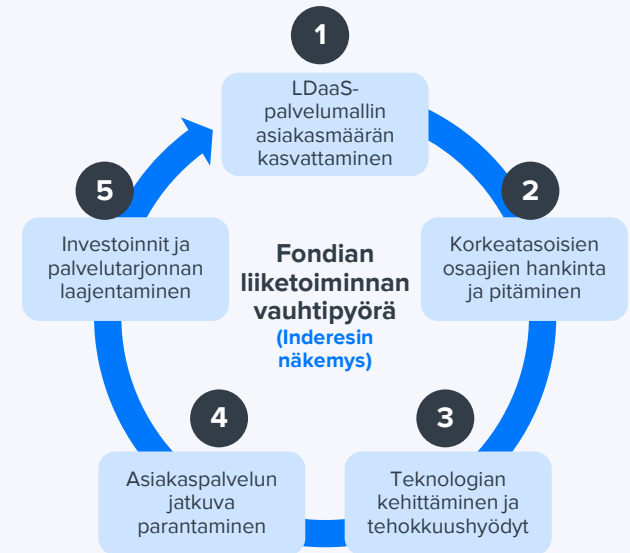 1
LDaaS-
palvelumallin
asiakasmäärän
kasvattaminen
2
Korkeatasoisien
osaajien hankinta
ja pitäminen
3
Teknologian
kehittäminen ja
tehokkuushyödyt
4
Asiakaspalvelun
jatkuva
parantaminen
5
Investoinnit ja
palvelutarjonnan
laajentaminen
Fondian
liiketoiminnan
vauhtipyörä
(Inderesin
näkemys)